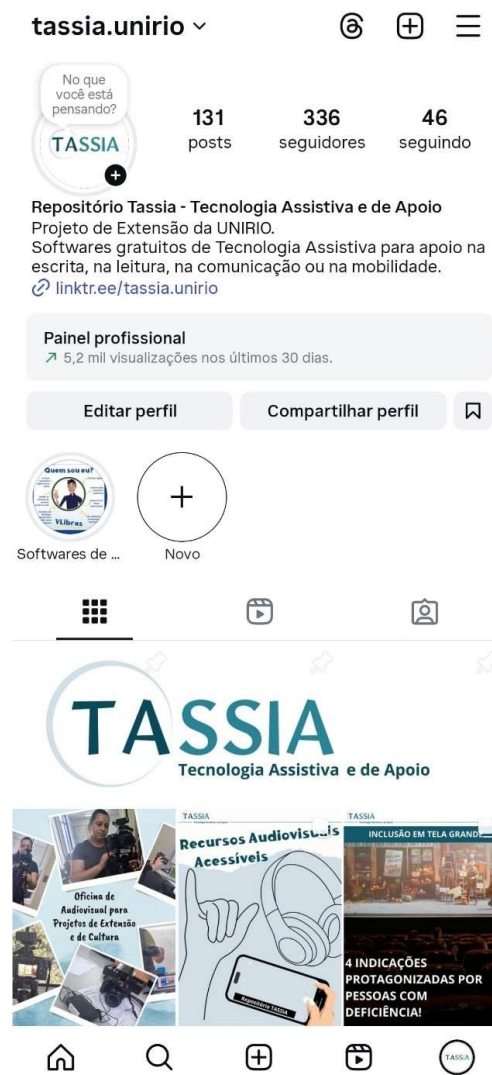 tassia.unirio
No que
você está
pensando?
TASSIA
131
posts
336
seguidores
46
seguindo
Repositório Tassia - Tecnologia Assistiva e de Apoio
Projeto de Extensão da UNIRIO.
Softwares gratuitos de Tecnologia Assistiva para apoio na
escrita, na leitura, na comunicação ou na mobilidade.
linktr.ee/tassia.unirio
Painel profissional
5,2 mil visualizações nos últimos 30 dias.
Editar perfil
Compartilhar perfil
Quem sou eu?
VLibras
Softwares de ...
Novo
TASSIA
Tecnologia Assistiva e de Apoio
Oficina de
Audiovisual para
Projetos de Extensão
e de Cultura
TASSIA
Recursos Audiovisuais
Acessíveis
Repositório TASSIA
TASSIA
INCLUSÃO EM TELA GRANDE
4 INDICAÇÕES
PROTAGONIZADAS POR
PESSOAS COM
DEFICIÊNCIA!
TASSIA